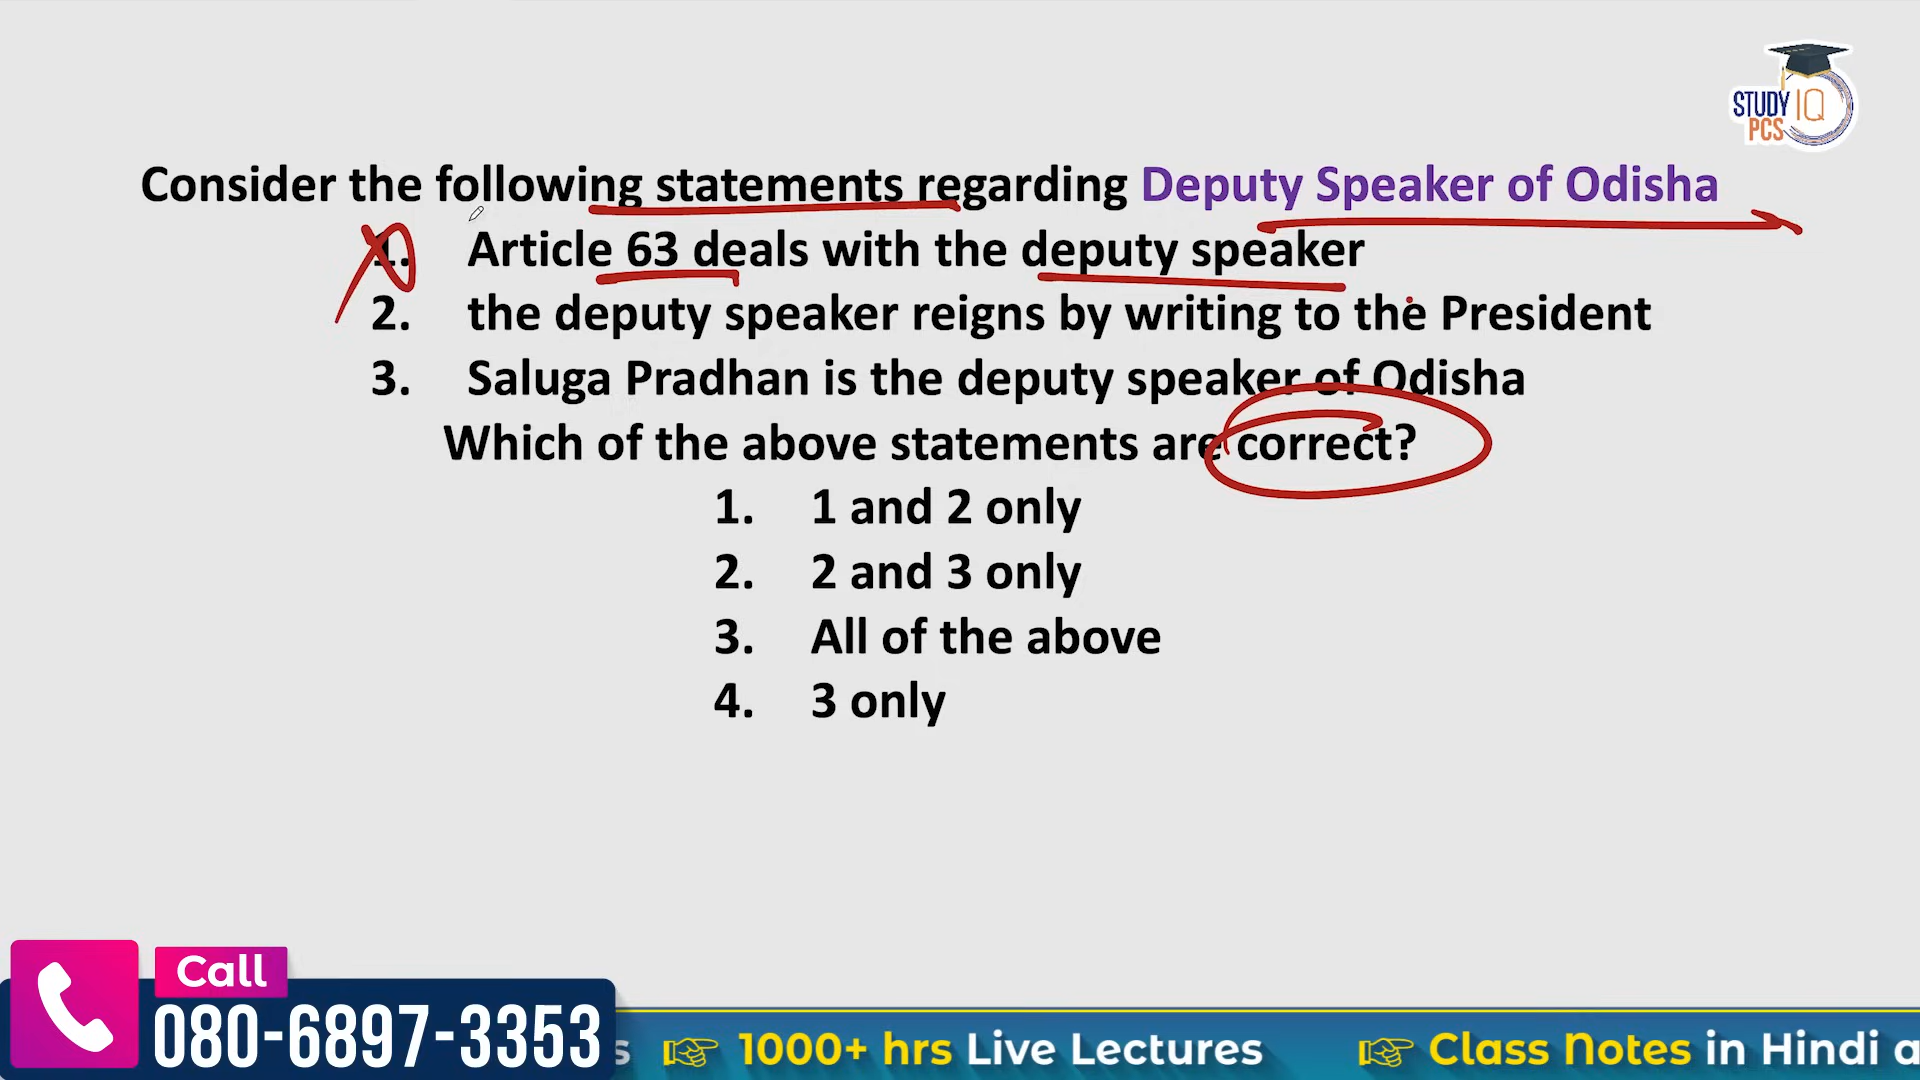 STUDY IQ
PCS
Consider the following statements regarding Deputy Speaker of Odisha
1. Article 63 deals with the deputy speaker
2. the deputy speaker reigns by writing to the President
3. Saluga Pradhan is the deputy speaker of Odisha
Which of the above statements are correct?
1. 1 and 2 only
2. 2 and 3 only
3. All of the above
4. 3 only
Call
080-6897-3353
s 1000+ hrs Live Lectures Class Notes in Hindi a